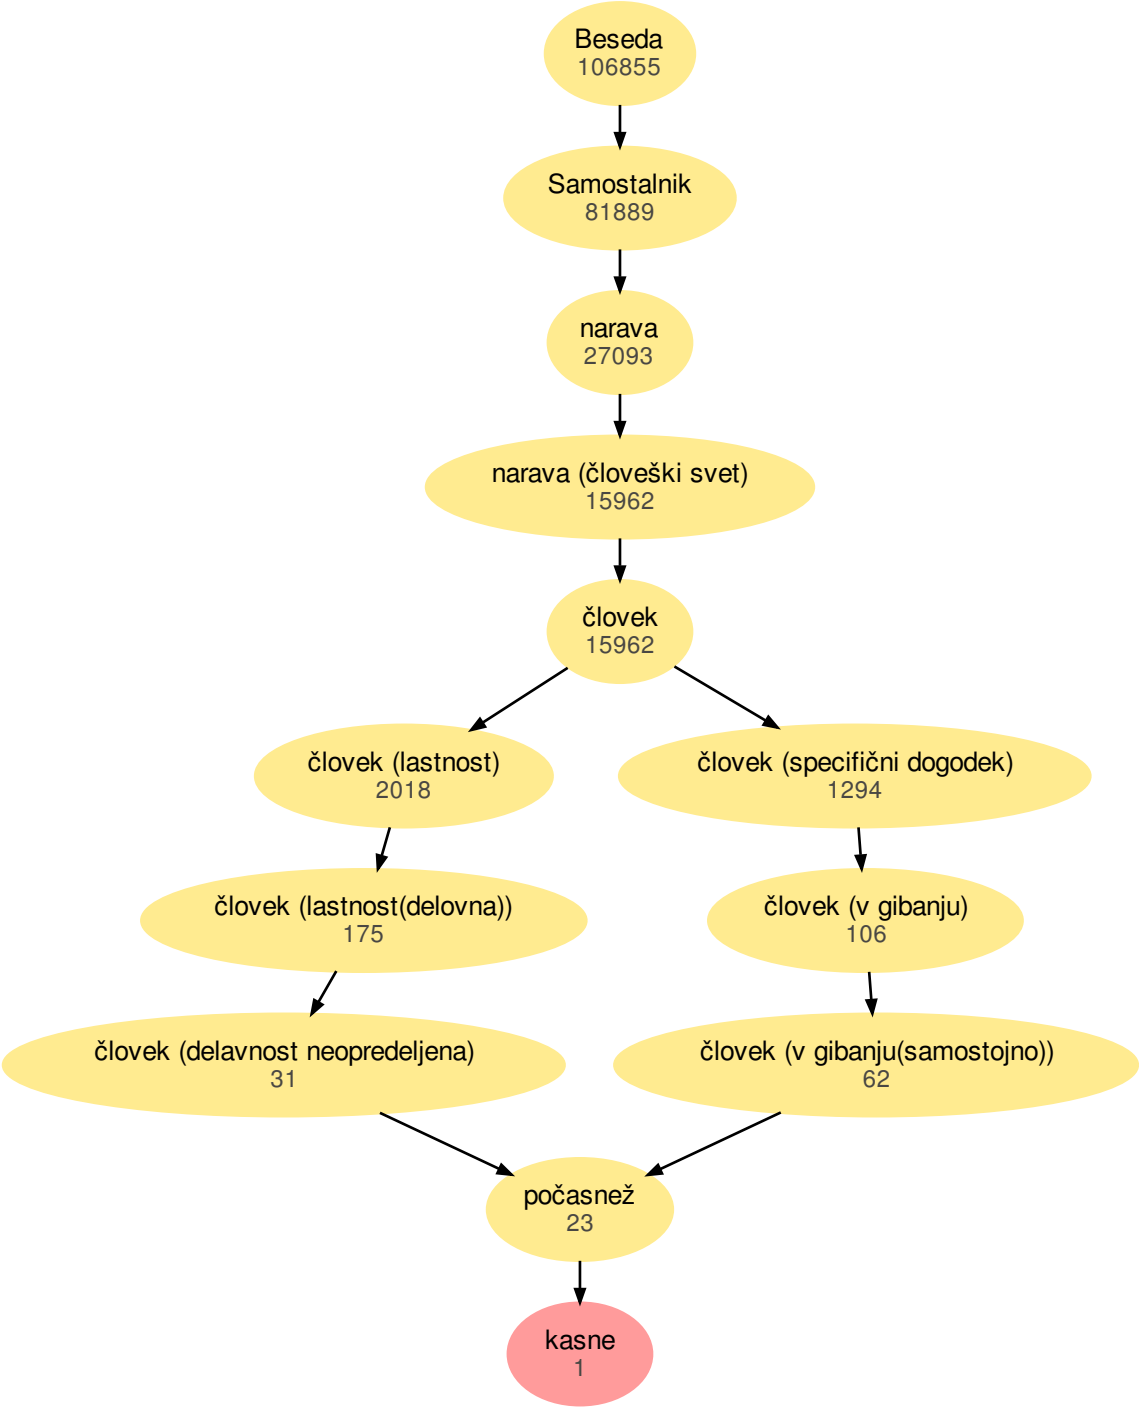 Beseda
106855
Samostalnik
81889
narava
27093
narava (človeški svet)
15962
človek
15962
človek (lastnost)
2018
človek (specifični dogodek)
1294
človek (lastnost(delovna))
175
človek (v gibanju)
106
človek (delavnost neopredeljena)
31
človek (v gibanju(samostojno))
62
počasnež
23
kasne
1